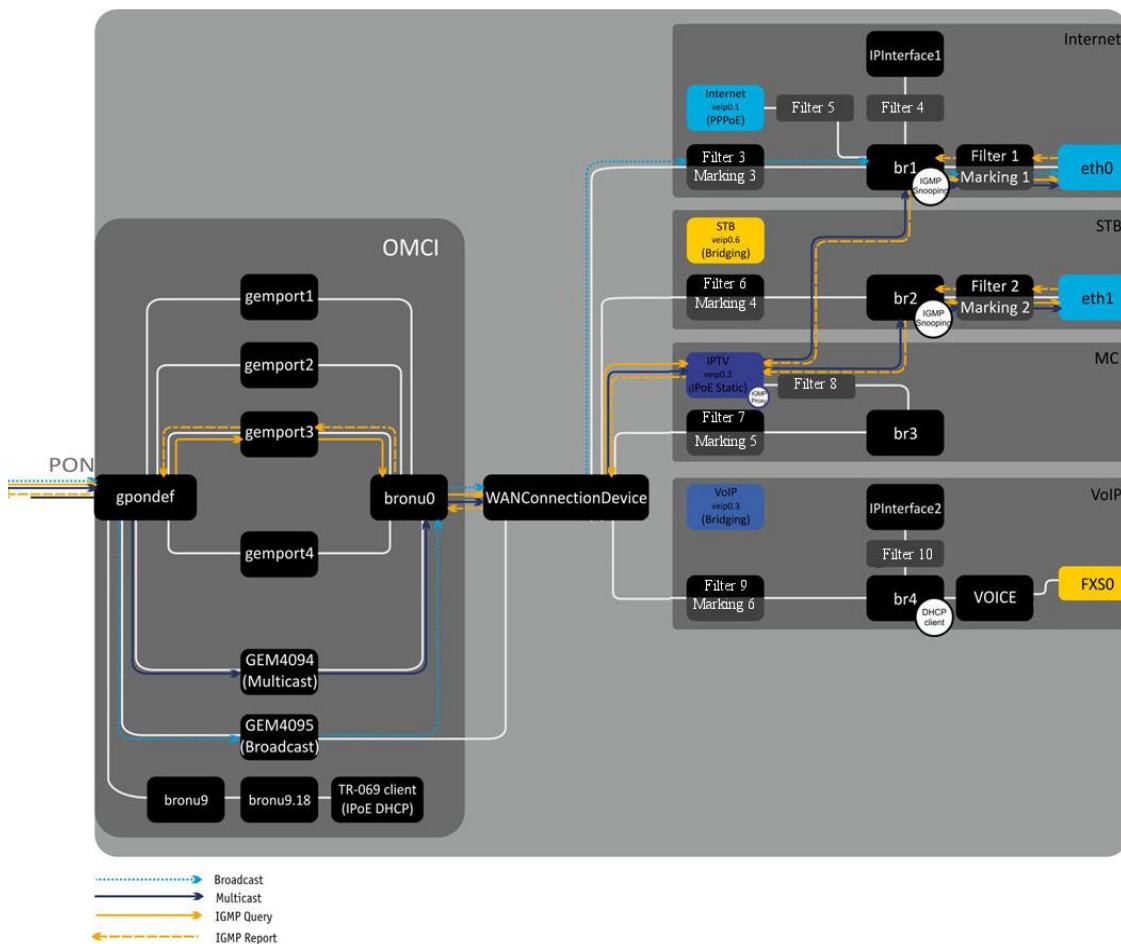 Internet
IPInterface1
Internet
veip0.1
(PPPoE)
Filter 5
Filter 4
Filter 3
Marking 3
br1
IGMP
Snooping
Filter 1
Marking 1
eth0
STB
STB
veip0.6
(Bridging)
Filter 6
Marking 4
br2
IGMP
Snooping
Filter 2
Marking 2
eth1
MC
IPTV
veip0.2
(IPoE Static)
IGMP
Proxy
Filter 8
Filter 7
Marking 5
br3
VoIP
VoIP
veip0.3
(Bridging)
IPInterface2
Filter 10
Filter 9
Marking 6
br4
DHCP
client
VOICE
FXS0
OMCI
gemport1
gemport2
gemport3
PON
gpondef
bronu0
WANConnectionDevice
gemport4
GEM4094
(Multicast)
GEM4095
(Broadcast)
bronu9
bronu9.18
TR-069 client
(IPoE DHCP)
Broadcast
Multicast
IGMP Query
IGMP Report